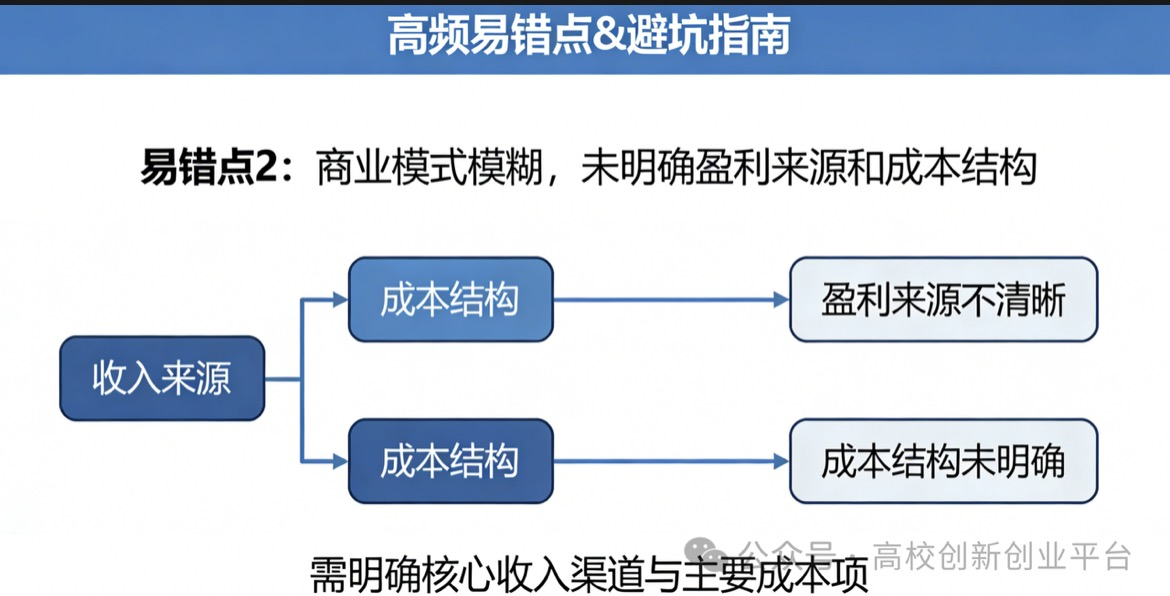 高频易错点&避坑指南
易错点2：商业模式模糊，未明确盈利来源和成本结构
成本结构
盈利来源不清晰
收入来源
成本结构
成本结构未明确
公众号 · 高校创新创业平台
需明确核心收入渠道与主要成本项